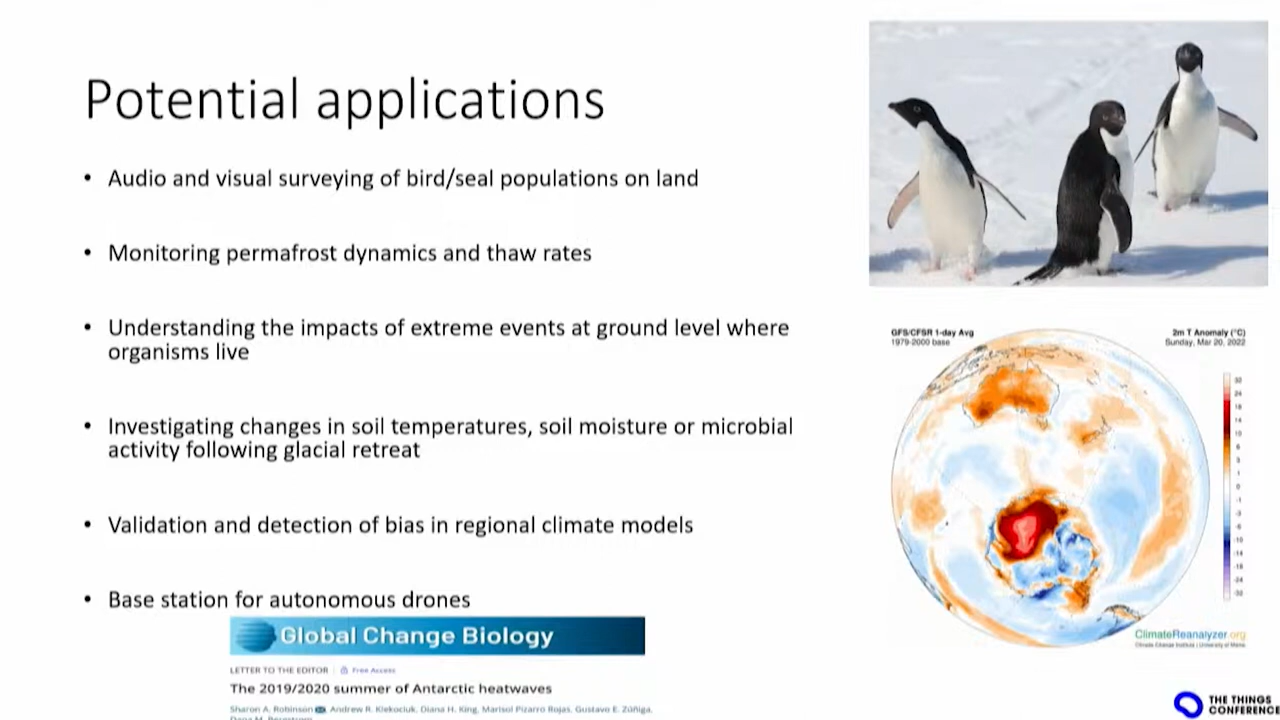 Potential applications
• Audio and visual surveying of bird/seal populations on land
• Monitoring permafrost dynamics and thaw rates
• Understanding the impacts of extreme events at ground level where
organisms live
• Investigating changes in soil temperatures, soil moisture or microbial
activity following glacial retreat
• Validation and detection of bias in regional climate models
• Base station for autonomous drones
Global Change Biology
LETTER TO THE EDITOR
Free Access
The 2019/2020 summer of Antarctic heatwaves
Sharon A. Robinson, Andrew R. Klekociuk, Diana H. King, Marisol Pizarro Rojas, Gustavo E. Zúñiga,
GFS/CFSR 1-day Avg
1979-2000 base
2m T Anomaly (°C)
Sunday, Mar 20, 2022
ClimateReanalyzer.org
Climate Change Institute | University of Maine
THE THINGS
CONFERENCE